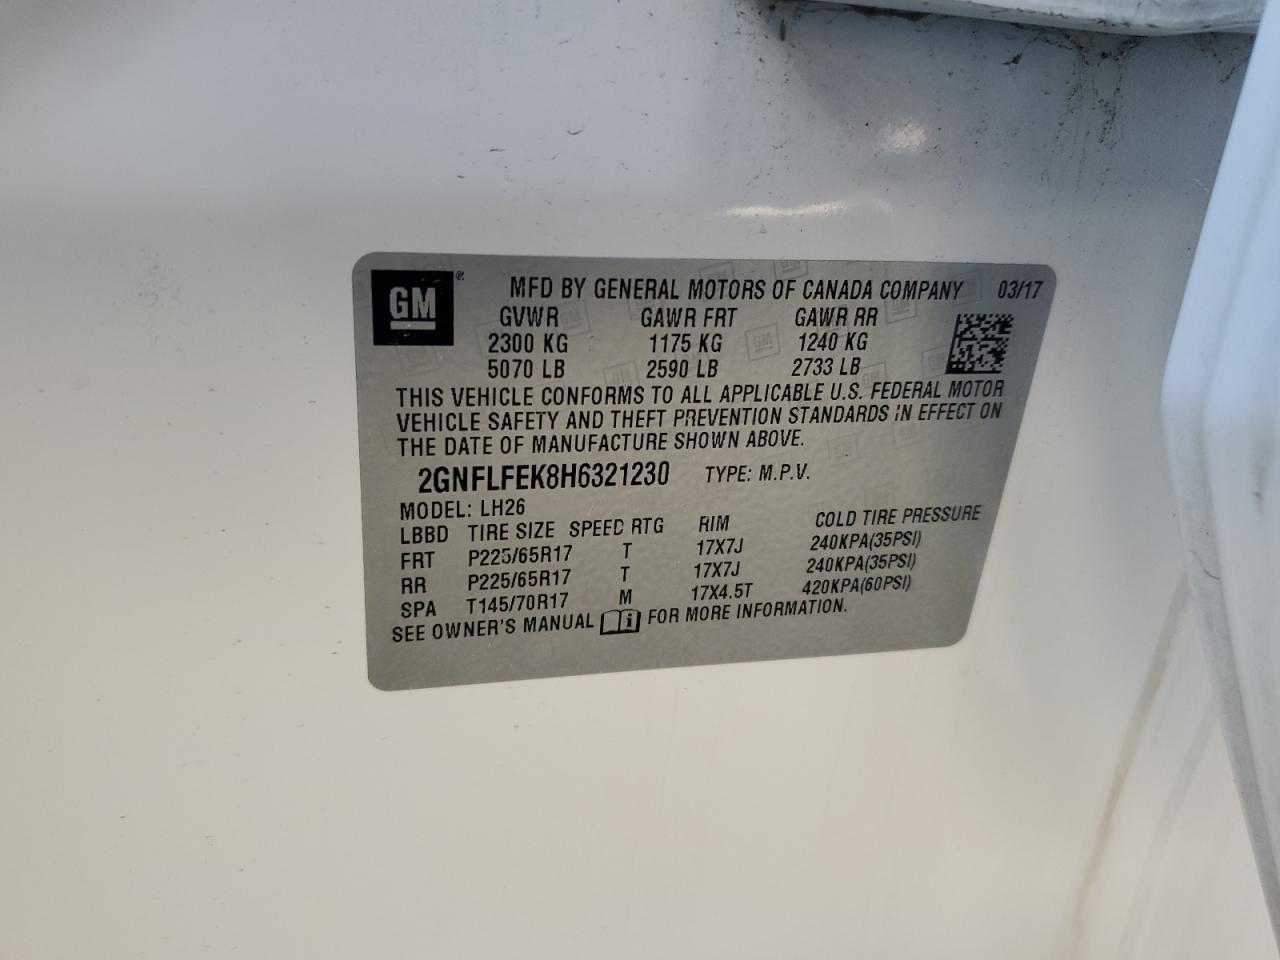 GM
MFD BY GENERAL MOTORS OF CANADA COMPANY 03/17
GVWR GAWR FRT GAWR RR
2300 KG 1175 KG 1240 KG
5070 LB 2590 LB 2733 LB
THIS VEHICLE CONFORMS TO ALL APPLICABLE U.S. FEDERAL MOTOR
VEHICLE SAFETY AND THEFT PREVENTION STANDARDS IN EFFECT ON
THE DATE OF MANUFACTURE SHOWN ABOVE.
2GNFLFEK8H6321230 TYPE: M.P.V.
MODEL: LH26
LBBD TIRE SIZE SPEED RTG RIM COLD TIRE PRESSURE
FRT P225/65R17 T 17X7J 240KPA(35PSI)
RR P225/65R17 T 17X7J 240KPA(35PSI)
SPA T145/70R17 M 17X4.5T 420KPA(60PSI)
SEE OWNER'S MANUAL i FOR MORE INFORMATION.